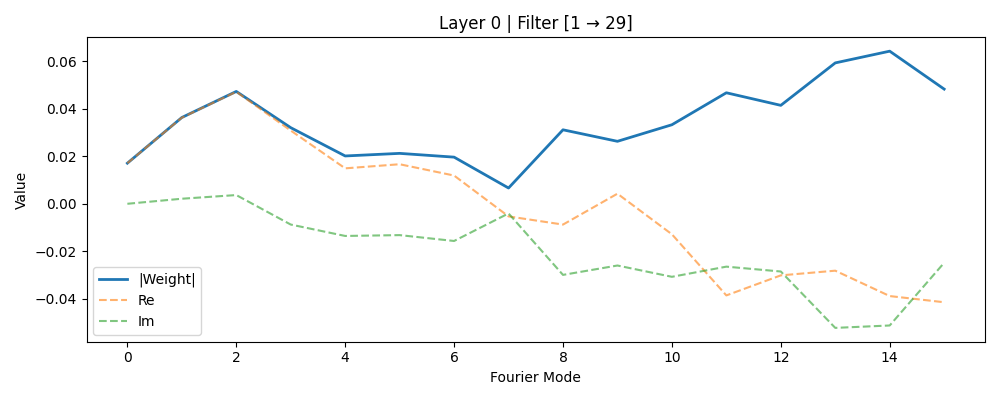 Layer 0 | Filter [1 → 29]
Value
0.06
0.04
0.02
0.00
−0.02
−0.04
|Weight|
Re
Im
0 2 4 6 8 10 12 14
Fourier Mode